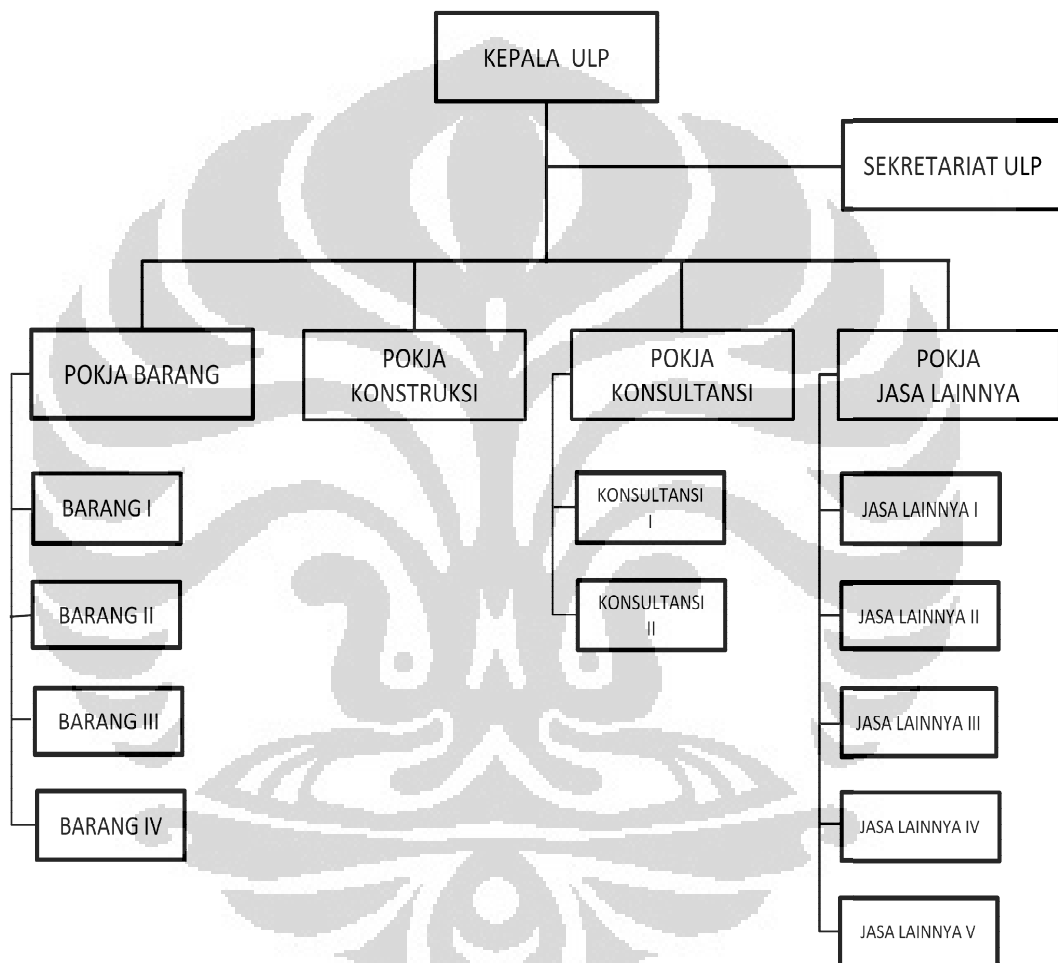 KEPALA ULP
SEKRETARIAT ULP
POKJA BARANG
POKJA
KONSTRUKSI
POKJA
KONSULTANSI
POKJA
JASA LAINNYA
BARANG I
BARANG II
BARANG III
BARANG IV
KONSULTANSI
I
KONSULTANSI
II
JASA LAINNYA I
JASA LAINNYA II
JASA LAINNYA III
JASA LAINNYA IV
JASA LAINNYA V